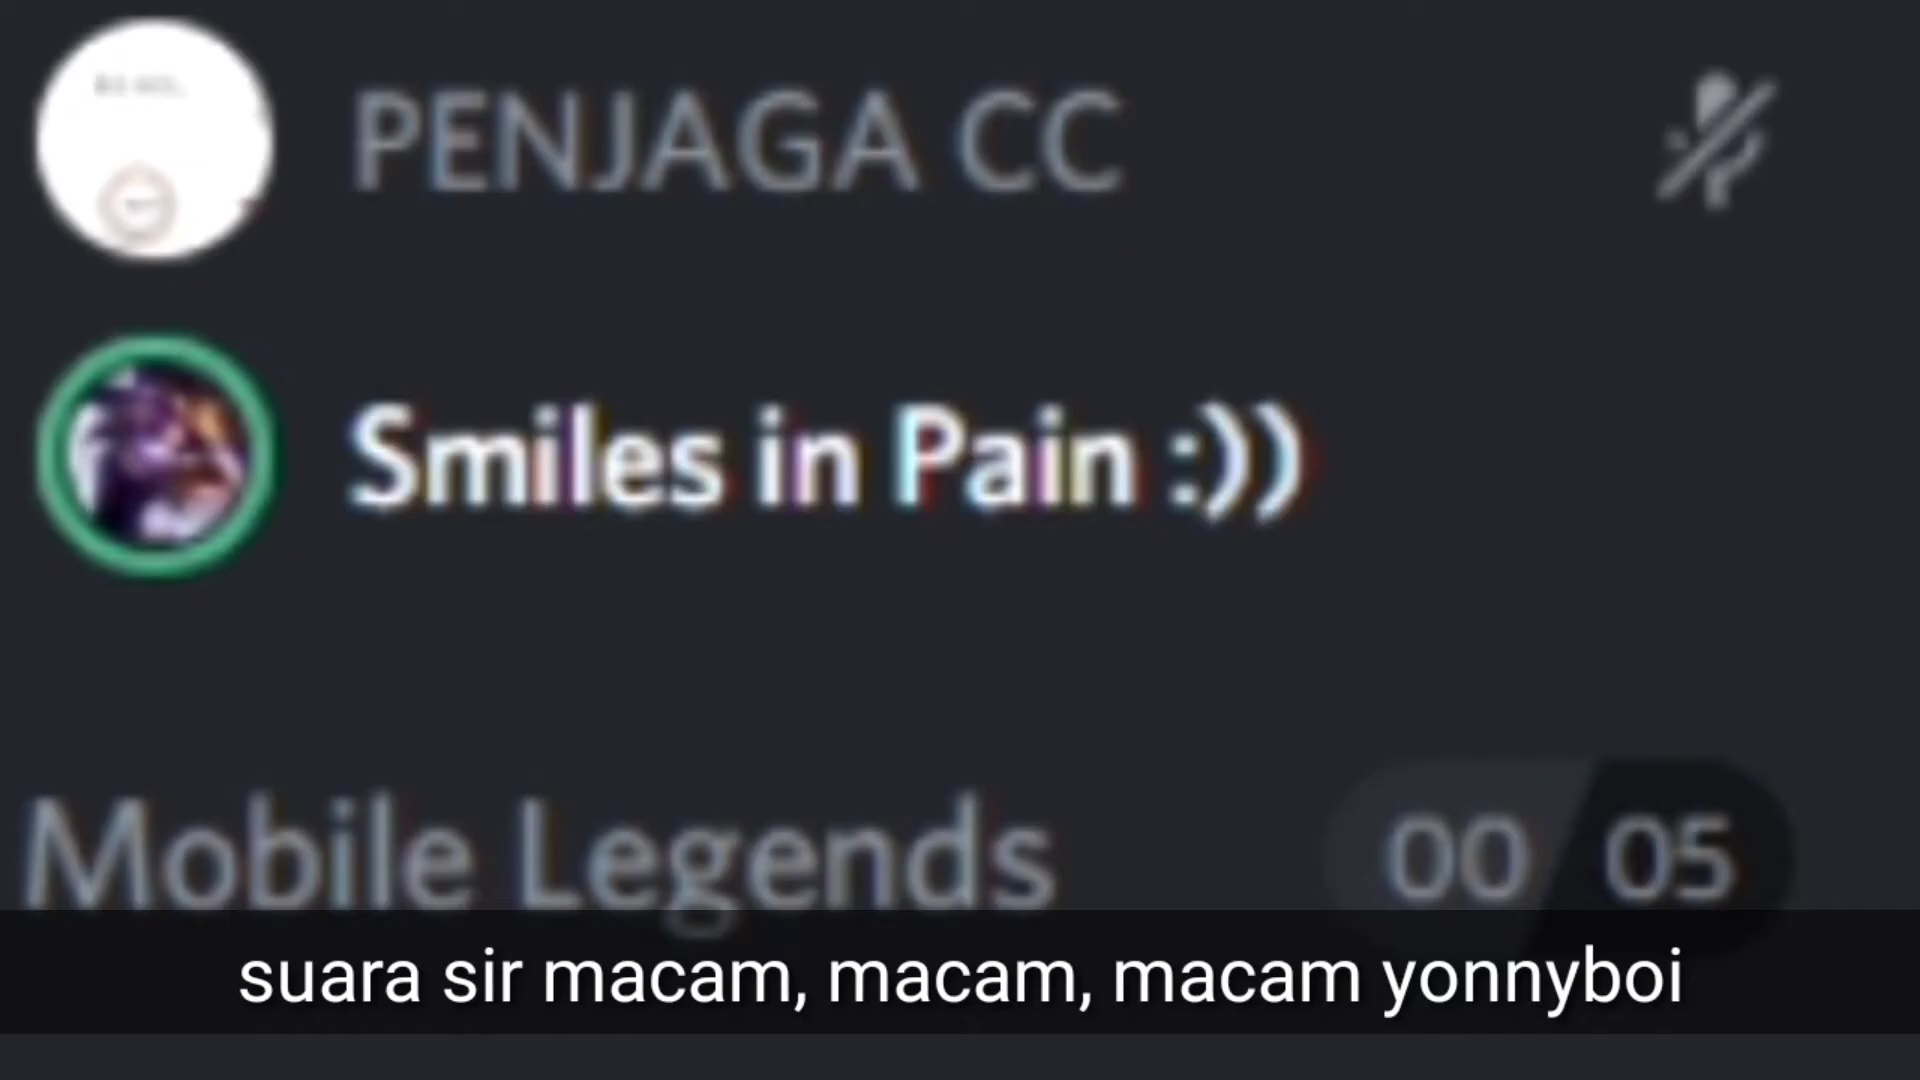 PENJAGA CC
Smiles in Pain :))
Mobile Legends 00 05
suara sir macam, macam, macam yonnyboi